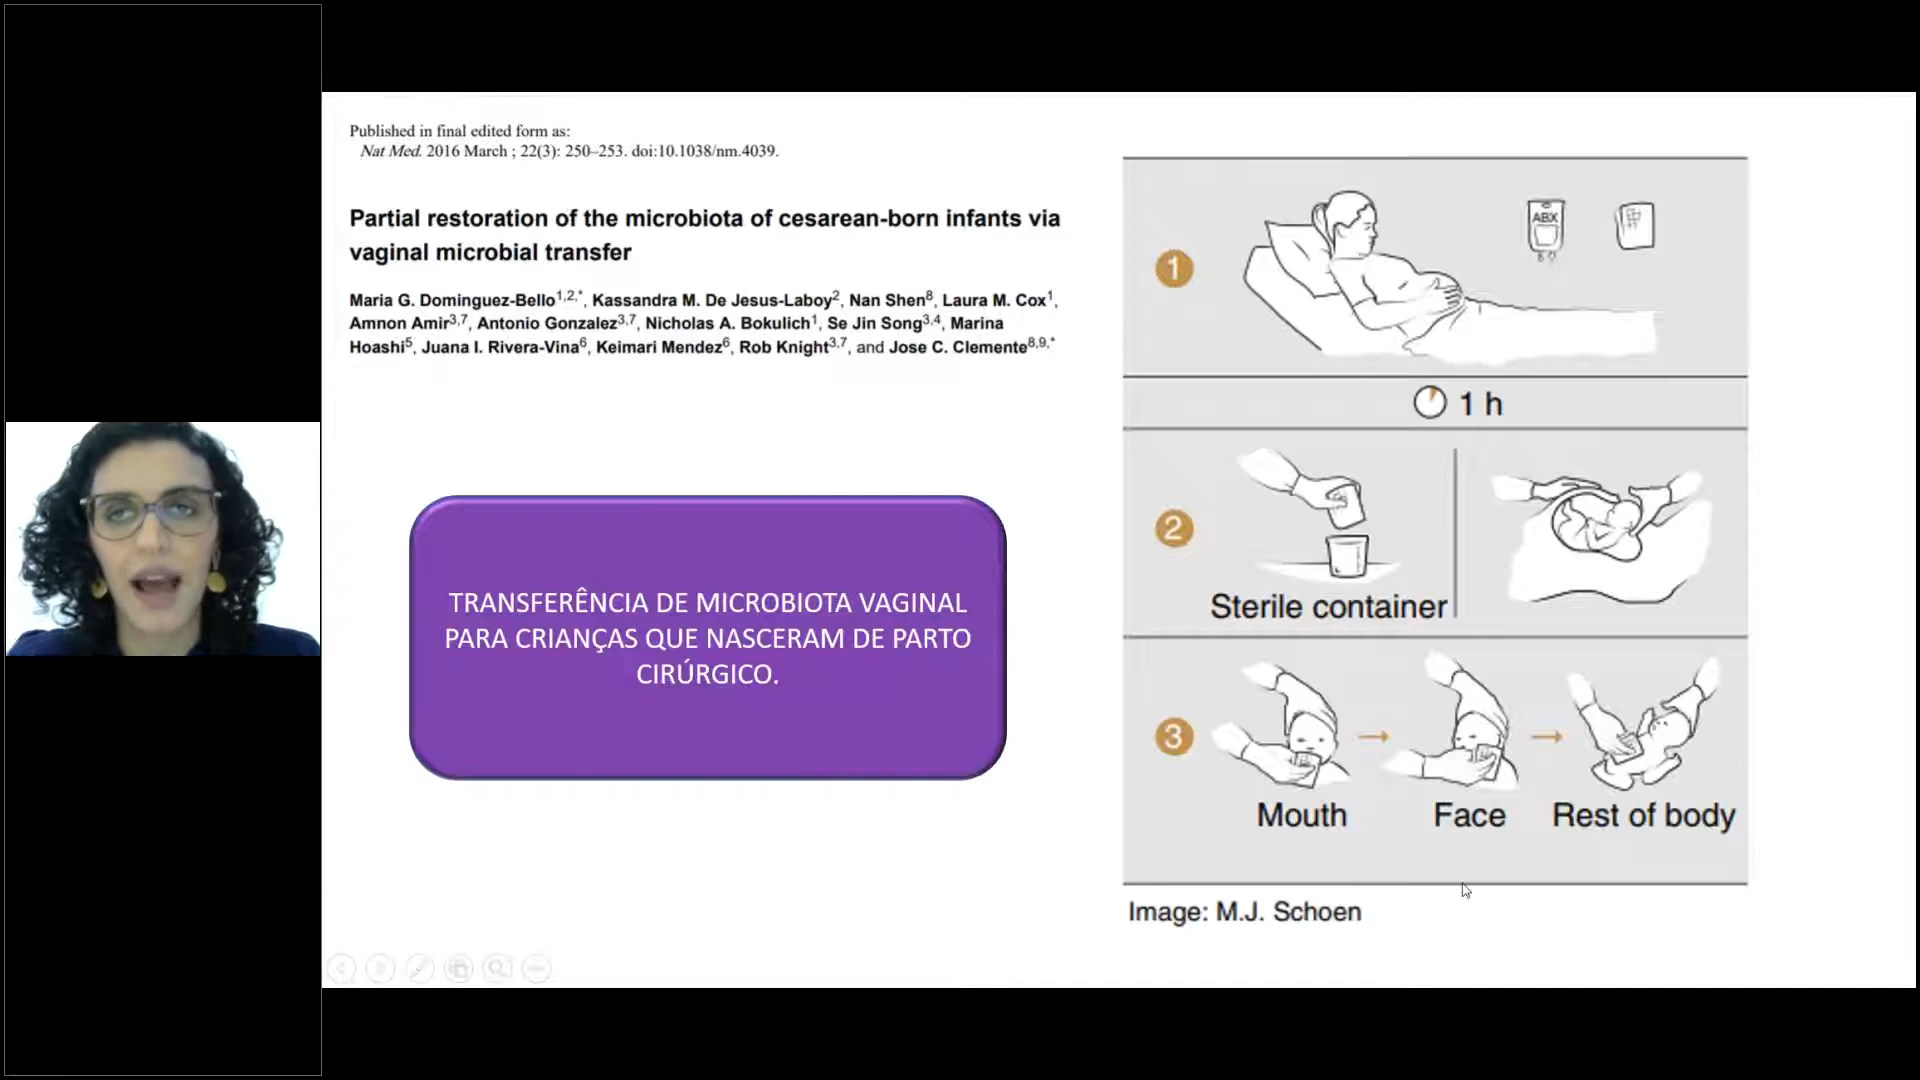 Published in final edited form as:
Nat Med. 2016 March ; 22(3): 250–253. doi:10.1038/nm.4039.
Partial restoration of the microbiota of cesarean-born infants via
vaginal microbial transfer
Maria G. Dominguez-Bello1,2,*, Kassandra M. De Jesus-Laboy2, Nan Shen8, Laura M. Cox1,
Amnon Amir3,7, Antonio Gonzalez3,7, Nicholas A. Bokulich1, Se Jin Song3,4, Marina
Hoashi5, Juana I. Rivera-Vina6, Keimari Mendez6, Rob Knight3,7, and Jose C. Clemente8,9,*
TRANSFERÊNCIA DE MICROBIOTA VAGINAL
PARA CRIANÇAS QUE NASCERAM DE PARTO
CIRÚRGICO.
1
ABX
1 h
2
Sterile container
3
Mouth
Face
Rest of body
Image: M.J. Schoen